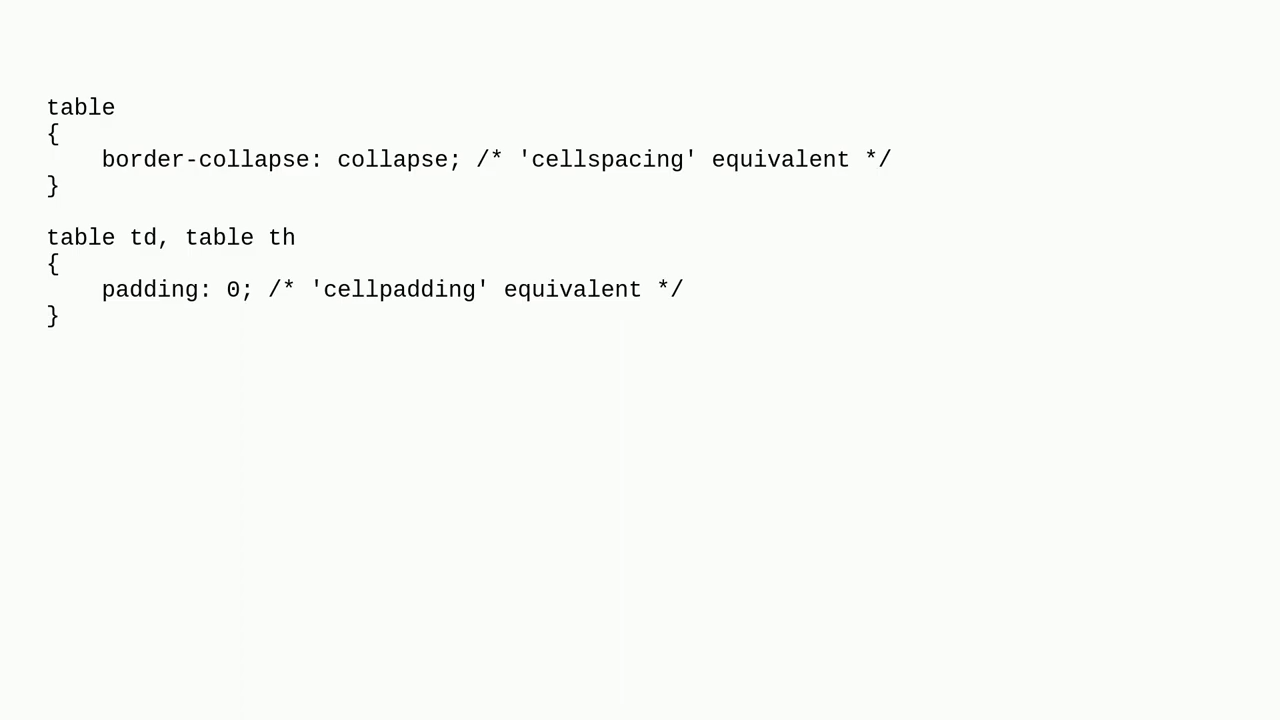 table
{
    border-collapse: collapse; /* 'cellspacing' equivalent */
}

table td, table th
{
    padding: 0; /* 'cellpadding' equivalent */
}